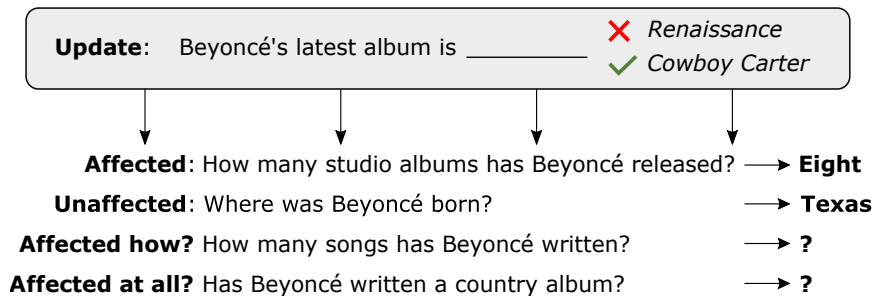 Update: Beyoncé's latest album is __________ Renaissance
Cowboy Carter
Affected: How many studio albums has Beyoncé released? Eight
Unaffected: Where was Beyoncé born? Texas
Affected how? How many songs has Beyoncé written? ?
Affected at all? Has Beyoncé written a country album? ?